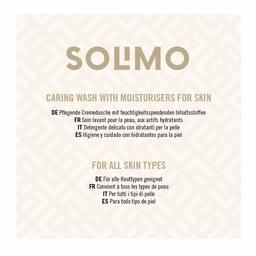 SOLIMO
CARING WASH WITH MOISTURISERS FOR SKIN
DE Pflegende Cremedusche mit feuchtigkeitsspendenden Inhaltsstoffen
FR Soin lavant pour la peau, aux actifs hydratants
IT Detergente delicato con idratanti per la pelle
ES Higiene y cuidado con hidratantes para la piel
FOR ALL SKIN TYPES
DE Für alle Hauttypen geeignet
FR Convient à tous les types de peau
IT Per tutti i tipi di pelle
ES Para todo tipo de piel